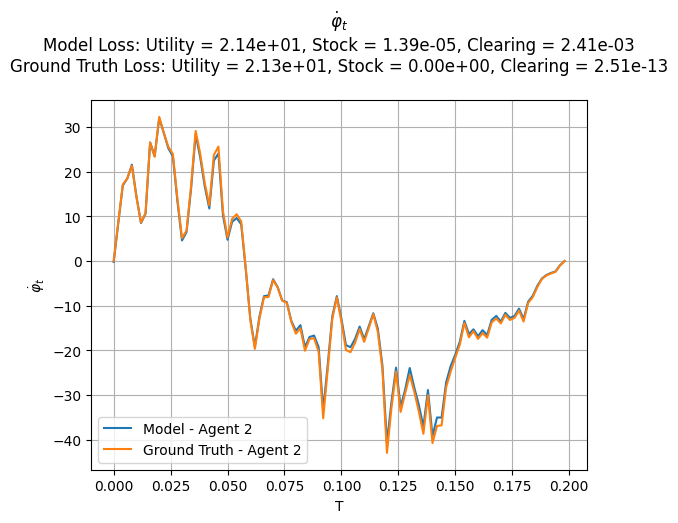 φ̇ₜ
Model Loss: Utility = 2.14e+01, Stock = 1.39e-05, Clearing = 2.41e-03
Ground Truth Loss: Utility = 2.13e+01, Stock = 0.00e+00, Clearing = 2.51e-13
30
20
10
0
−10
−20
−30
−40
φ̇ₜ
Model - Agent 2
Ground Truth - Agent 2
0.000 0.025 0.050 0.075 0.100 0.125 0.150 0.175 0.200
T